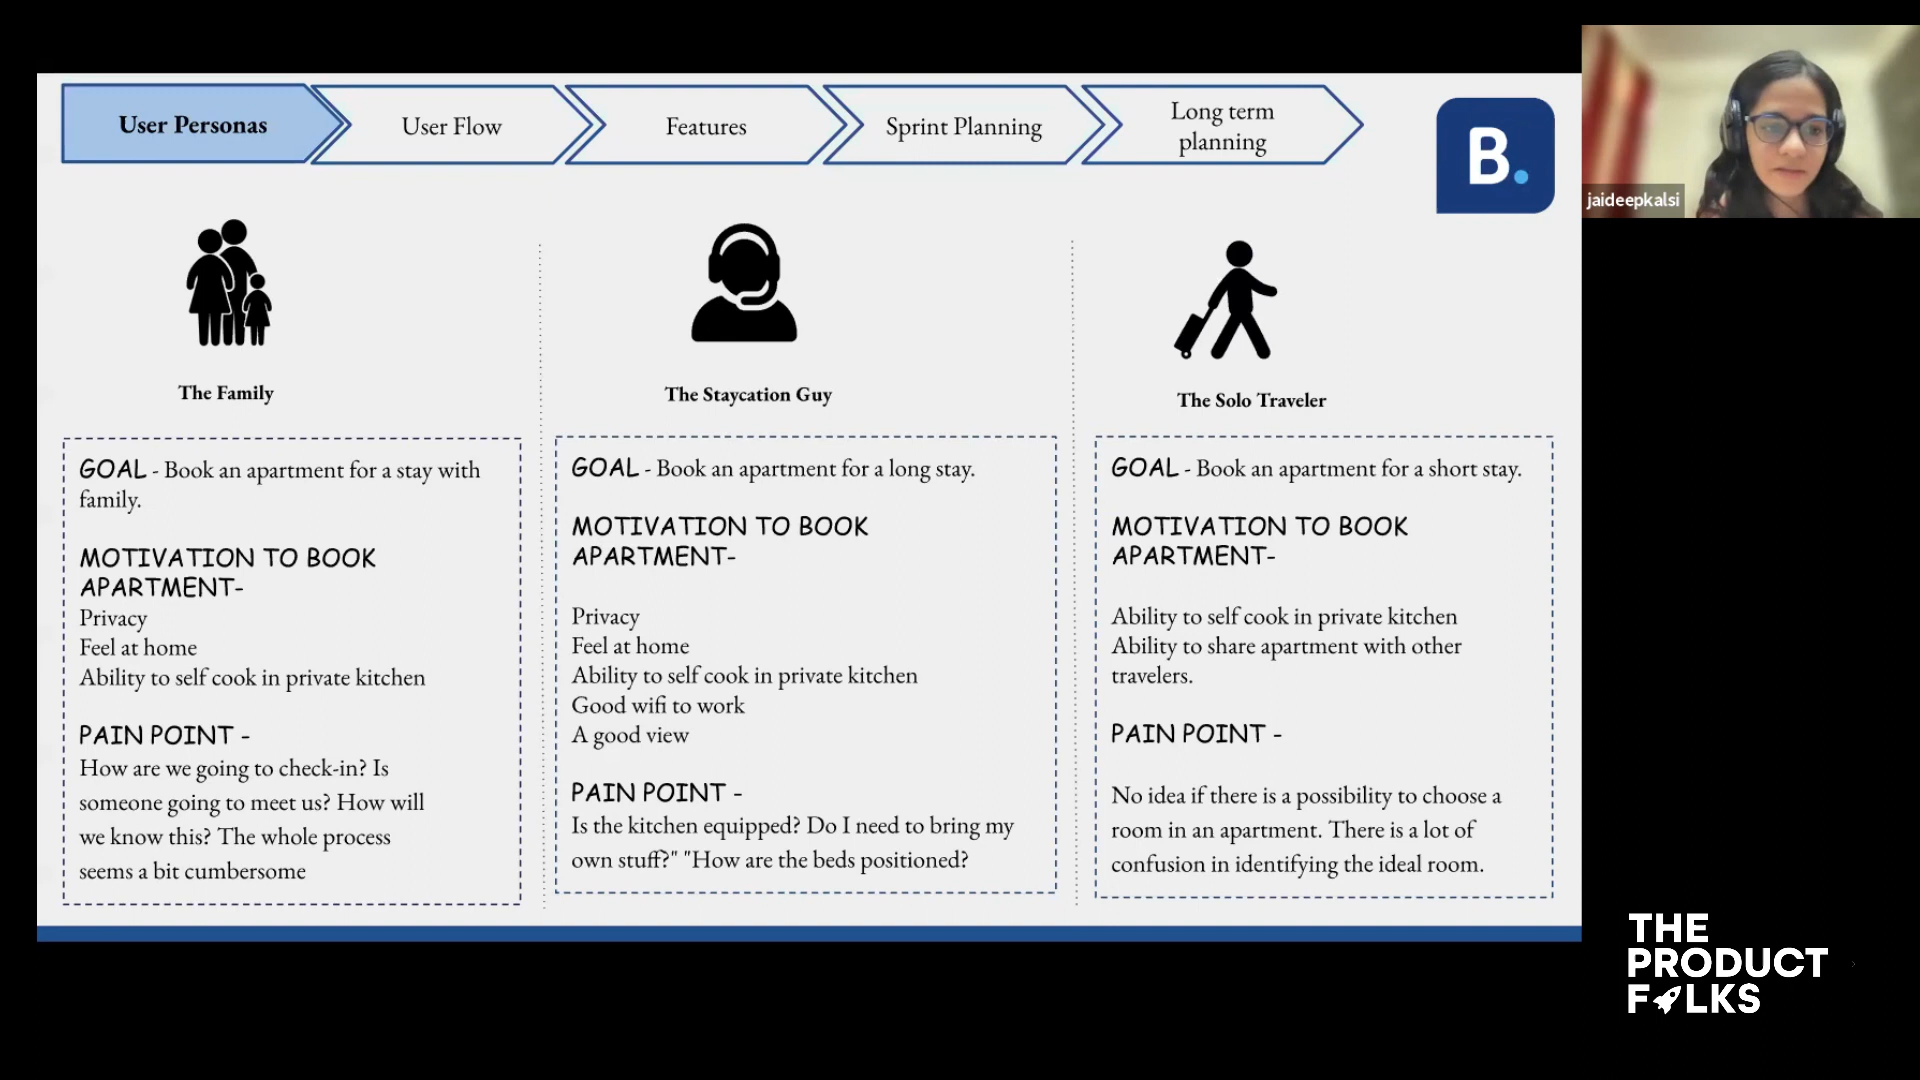 User Personas
User Flow
Features
Sprint Planning
Long term
planning
B.
jaideepkalsi
The Family
GOAL - Book an apartment for a stay with
family.
MOTIVATION TO BOOK
APARTMENT-
Privacy
Feel at home
Ability to self cook in private kitchen
PAIN POINT -
How are we going to check-in? Is
someone going to meet us? How will
we know this? The whole process
seems a bit cumbersome
The Staycation Guy
GOAL - Book an apartment for a long stay.
MOTIVATION TO BOOK
APARTMENT-
Privacy
Feel at home
Ability to self cook in private kitchen
Good wifi to work
A good view
PAIN POINT -
Is the kitchen equipped? Do I need to bring my
own stuff?" "How are the beds positioned?
The Solo Traveler
GOAL - Book an apartment for a short stay.
MOTIVATION TO BOOK
APARTMENT-
Ability to self cook in private kitchen
Ability to share apartment with other
travelers.
PAIN POINT -
No idea if there is a possibility to choose a
room in an apartment. There is a lot of
confusion in identifying the ideal room.
THE
PRODUCT
FOLKS